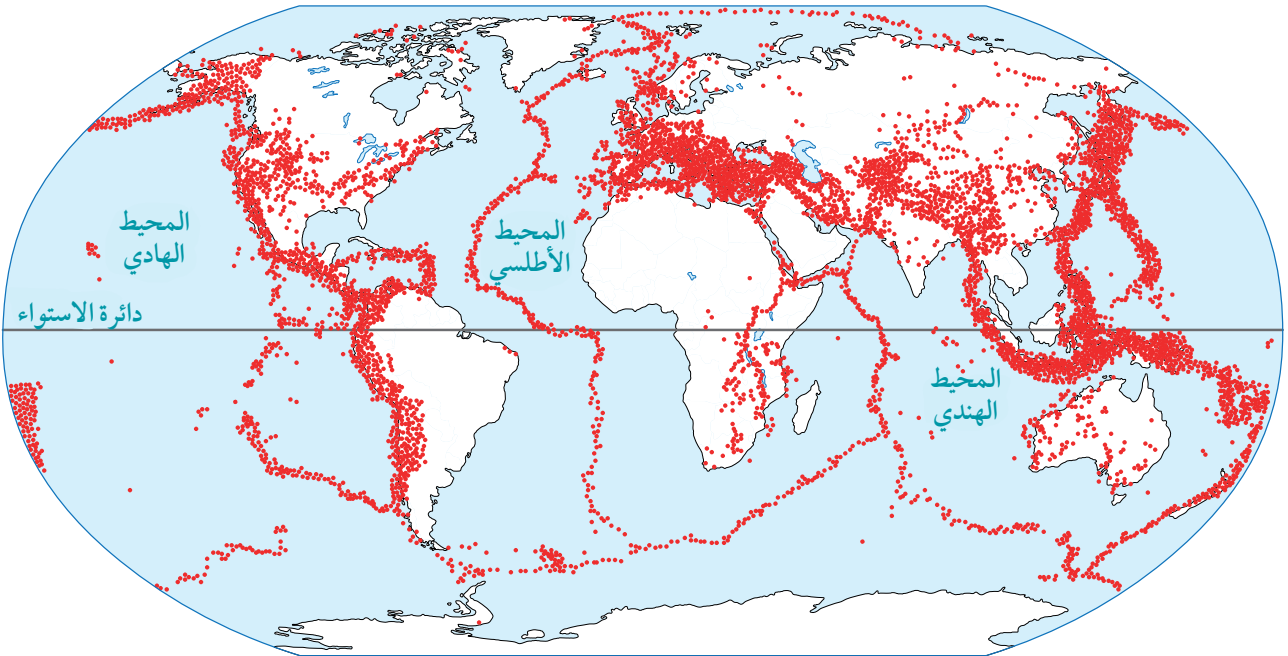 المحيط
الهادي
المحيط
الأطلسي
دائرة الاستواء
المحيط
الهندي